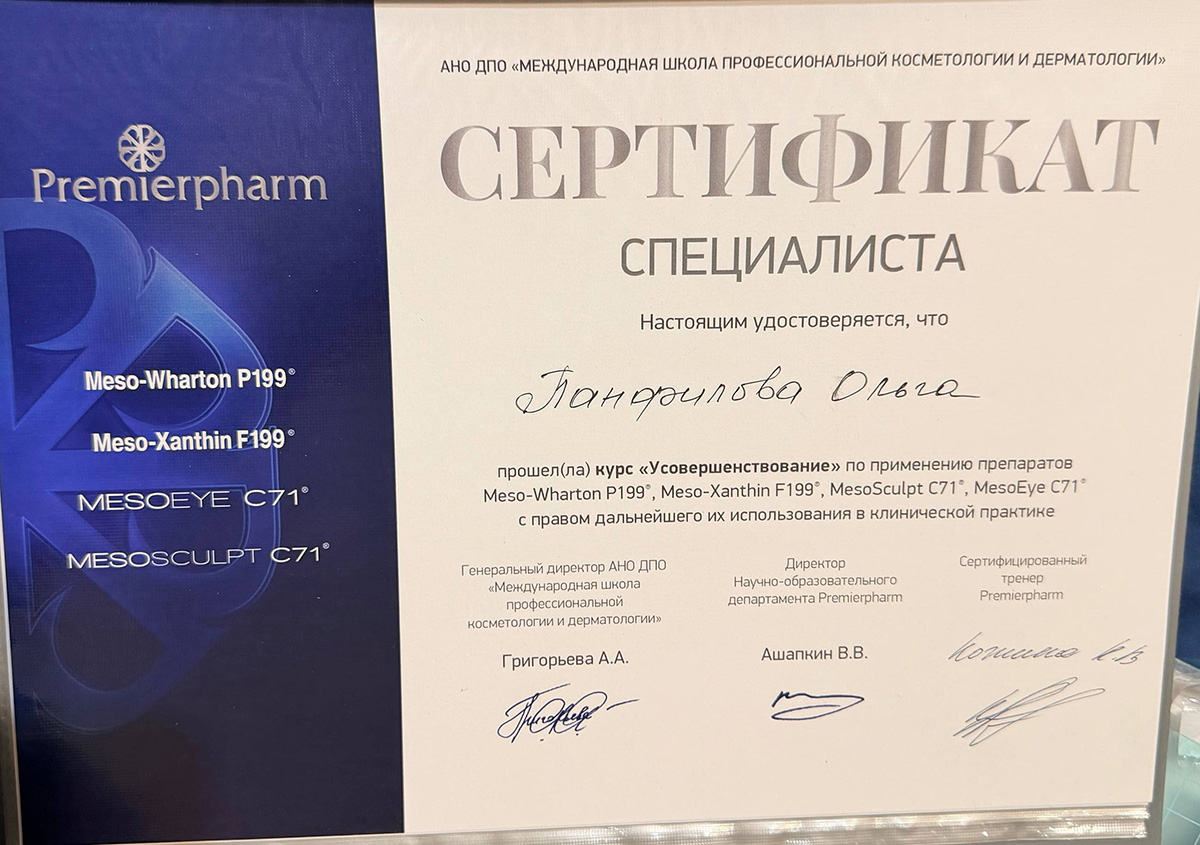 Premierpharm
Meso-Wharton P199®
Meso-Xanthin F199®
MESOEYE C71®
MESOSCULPT C71®
АНО ДПО «МЕЖДУНАРОДНАЯ ШКОЛА ПРОФЕССИОНАЛЬНОЙ КОСМЕТОЛОГИИ И ДЕРМАТОЛОГИИ»
СЕРТИФИКАТ
СПЕЦИАЛИСТА
Настоящим удостоверяется, что
Панфилова Ольга
прошел(ла) курс «Усовершенствование» по применению препаратов
Meso-Wharton P199®, Meso-Xanthin F199®, MesoSculpt C71®, MesoEye C71®
с правом дальнейшего их использования в клинической практике
Генеральный директор АНО ДПО
«Международная школа
профессиональной
косметологии и дерматологии»
Григорьева А.А.
Директор
Научно-образовательного
департамента Premierpharm
Ашапкин В.В.
Сертифицированный
тренер
Premierpharm